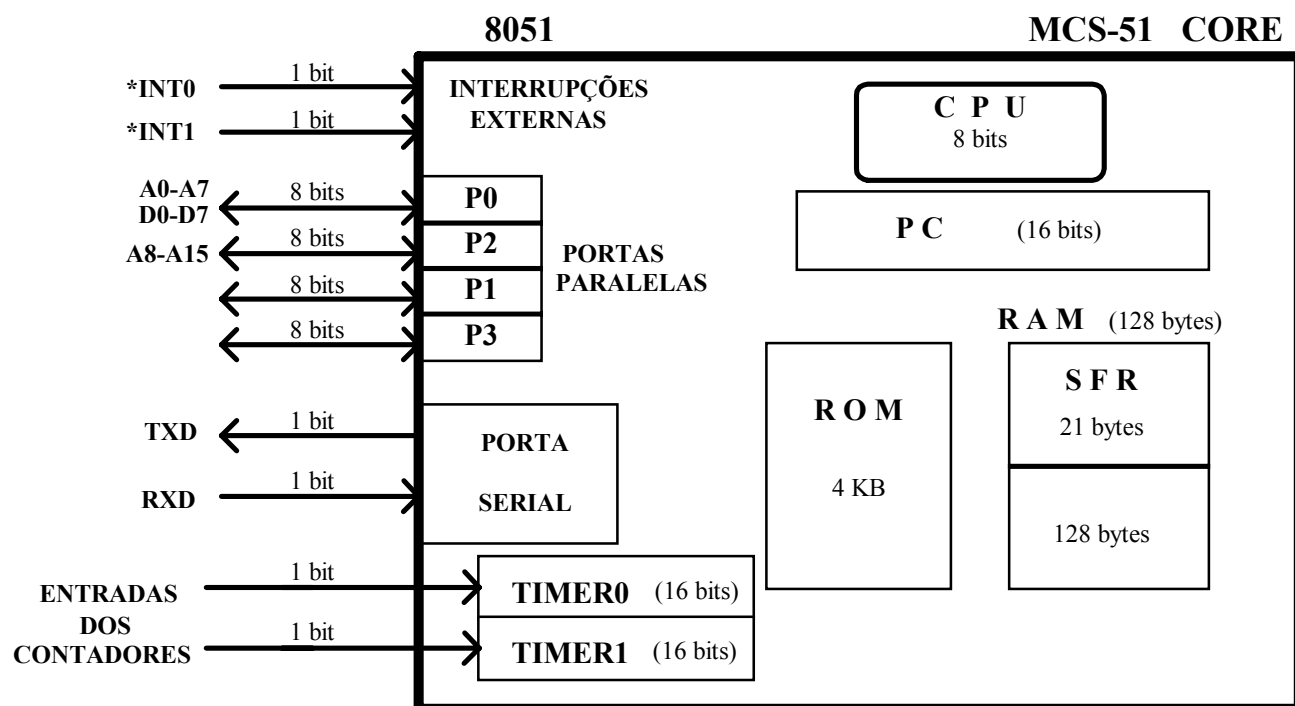 8051
MCS-51 CORE
*INT0
1 bit
*INT1
1 bit
INTERRUPÇÕES
EXTERNAS
C P U
8 bits
A0-A7
D0-D7
8 bits
P0
A8-A15
8 bits
P2
8 bits
P1
8 bits
P3
PORTAS
PARALELAS
P C (16 bits)
R A M (128 bytes)
S F R
21 bytes
128 bytes
R O M
4 KB
TXD
1 bit
RXD
1 bit
PORTA
SERIAL
ENTRADAS
DOS
CONTADORES
1 bit
TIMER0 (16 bits)
1 bit
TIMER1 (16 bits)